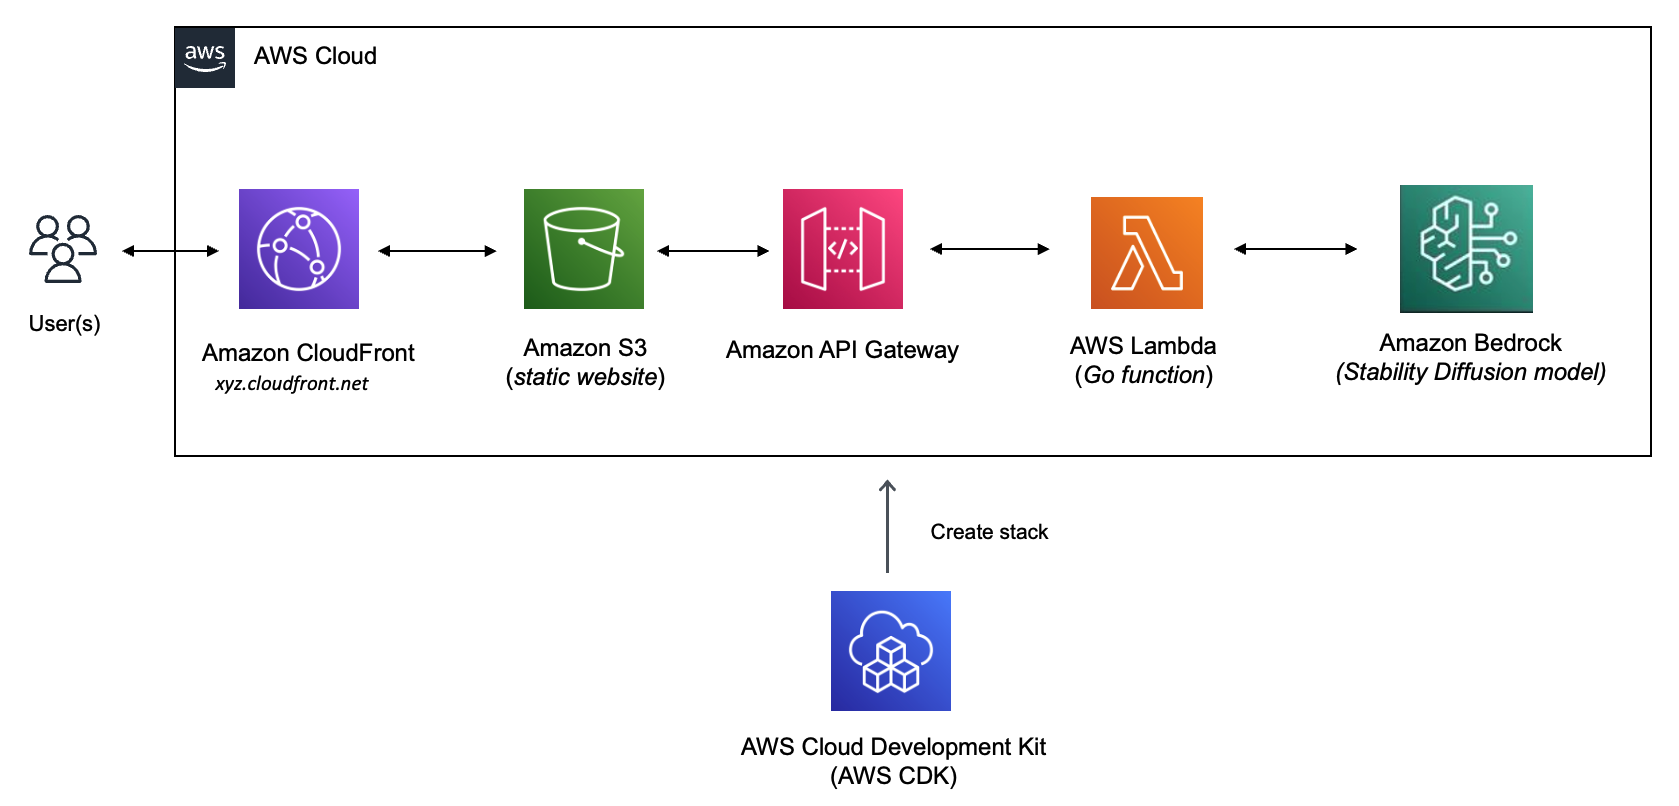 aws
AWS Cloud
User(s)
Amazon CloudFront
xyz.cloudfront.net
Amazon S3
(static website)
</>
Amazon API Gateway
AWS Lambda
(Go function)
Amazon Bedrock
(Stability Diffusion model)
Create stack
AWS Cloud Development Kit
(AWS CDK)